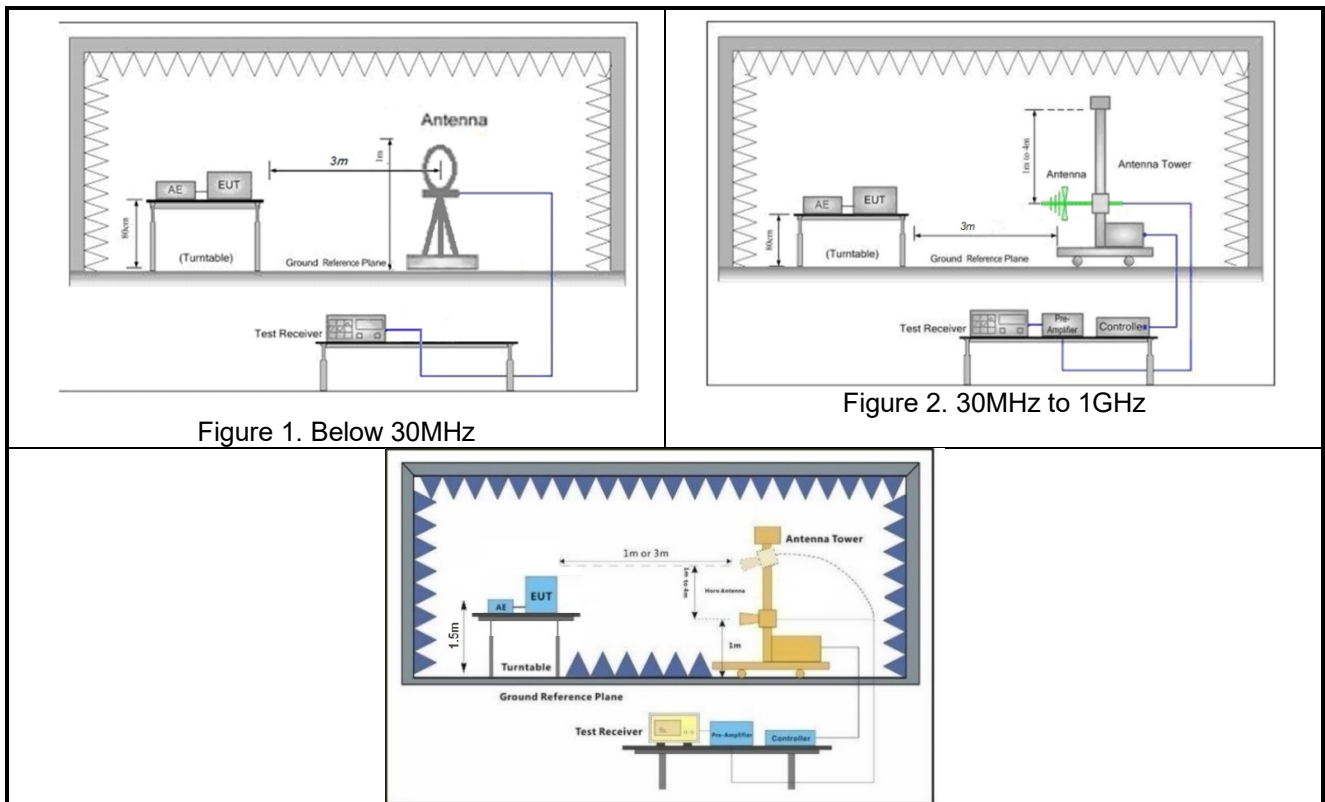 Antenna
3m
1m
AE
EUT
80cm
(Turntable)
Ground Reference Plane
Test Receiver
Figure 1. Below 30MHz
1m to 4m
Antenna Tower
Antenna
AE
EUT
3m
80cm
(Turntable)
Ground Reference Plane
Test Receiver
Pre-
Amplifier
Controller
Figure 2. 30MHz to 1GHz
Antenna Tower
1m or 3m
1m to 4m
Horn Antenna
EUT
AE
1.5m
1m
Turntable
Ground Reference Plane
Test Receiver
Pre-Amplifier
Controller